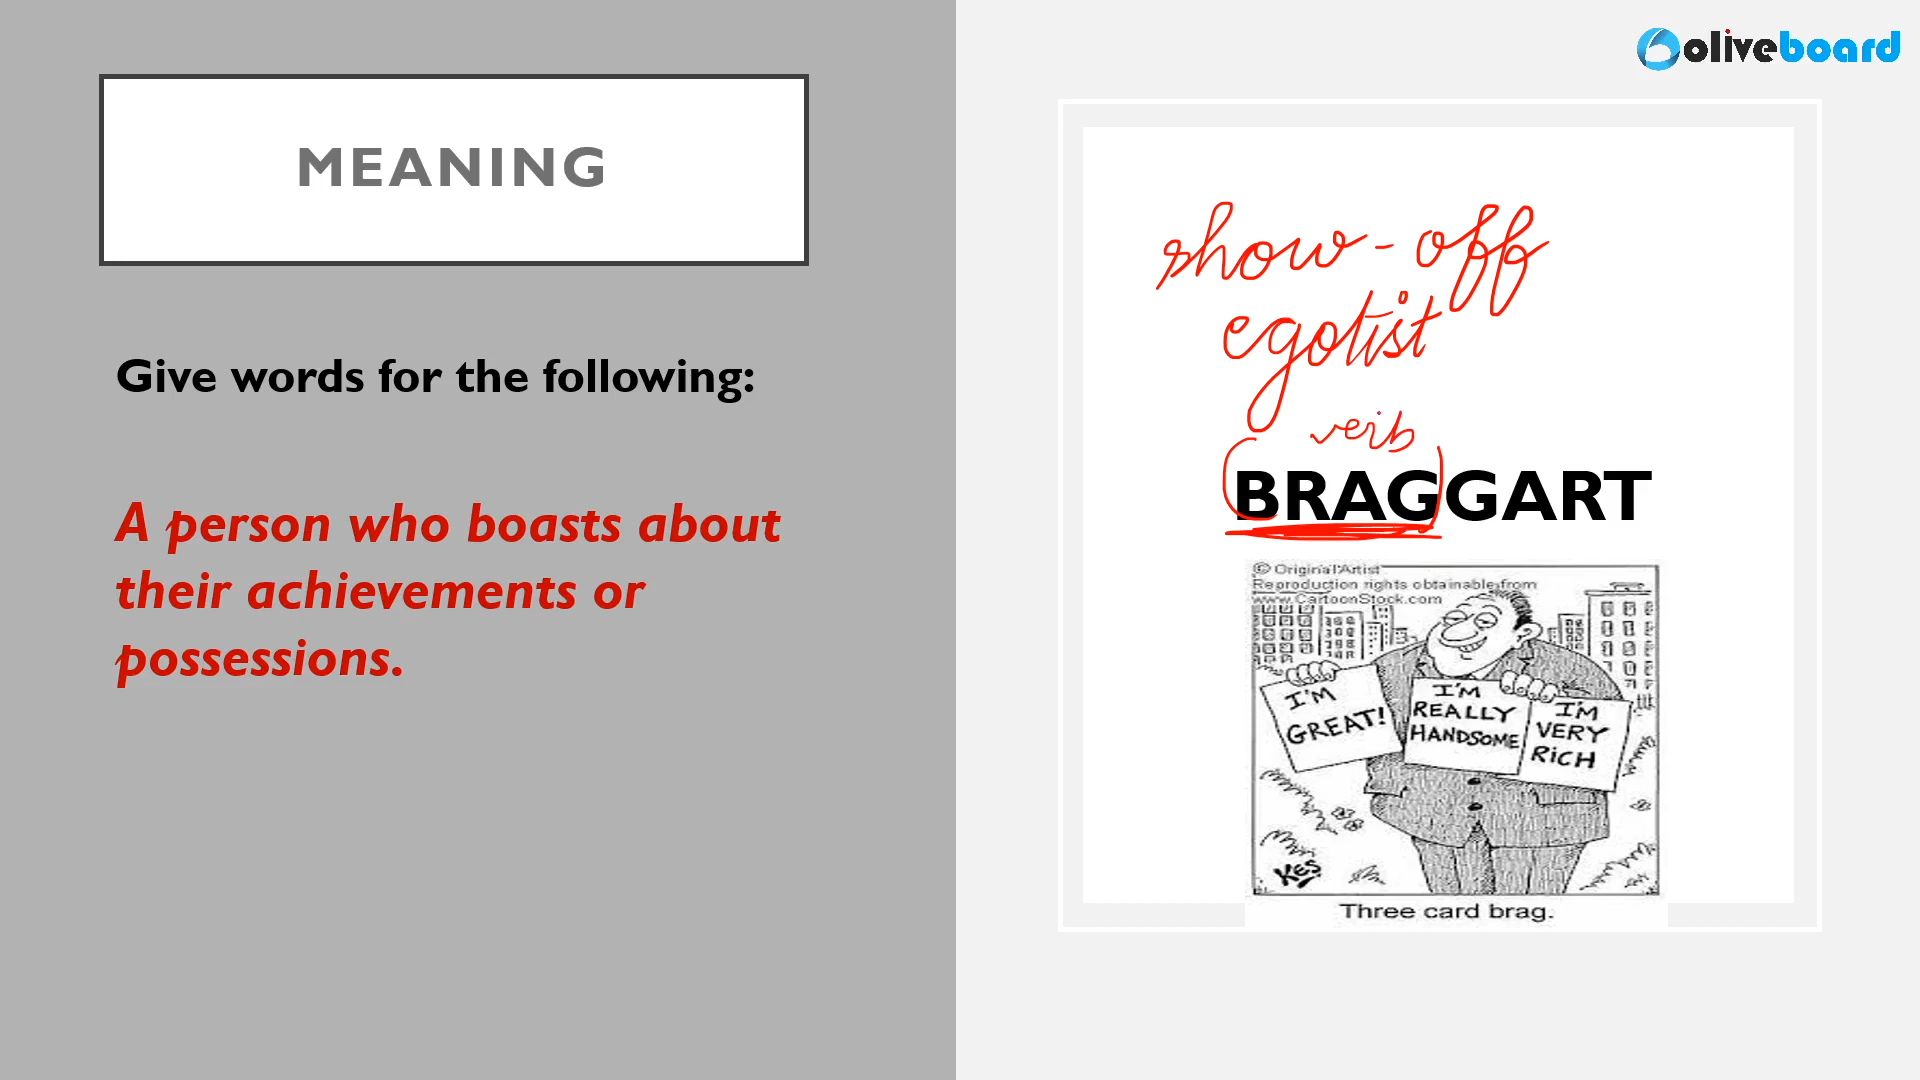 oliveboard
MEANING
Give words for the following:
A person who boasts about
their achievements or
possessions.
show-off
egotist
verb
BRAGGART
© Original Artist
Reproduction rights obtainable from
www.CartoonStock.com
I'M
GREAT!
I'M
REALLY
HANDSOME
I'M
VERY
RICH
KES
Three card brag.